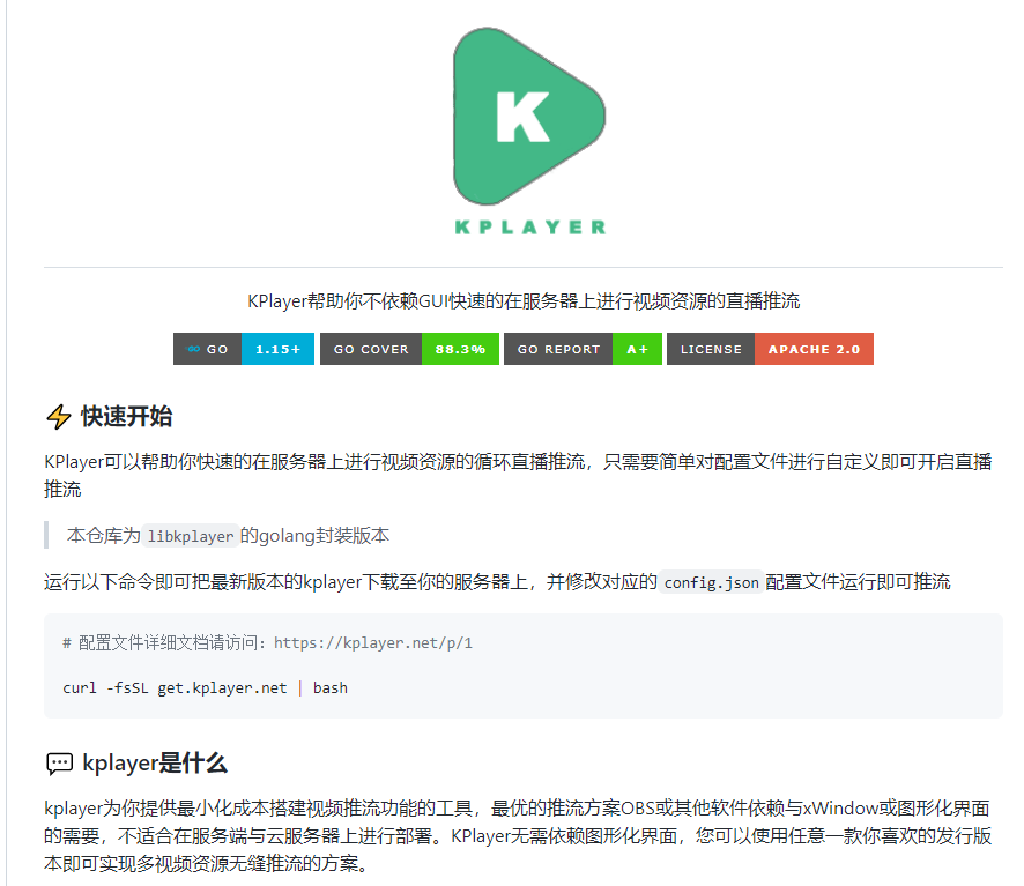 K
KPLAYER
KPlayer帮助你不依赖GUI快速的在服务器上进行视频资源的直播推流
GO 1.15+ GO COVER 88.3% GO REPORT A+ LICENSE APACHE 2.0
⚡ 快速开始
KPlayer可以帮助你快速的在服务器上进行视频资源的循环直播推流，只需要简单对配置文件进行自定义即可开启直播
推流
本仓库为 libkplayer 的golang封装版本
运行以下命令即可把最新版本的kplayer下载至你的服务器上，并修改对应的 config.json 配置文件运行即可推流
# 配置文件详细文档请访问：https://kplayer.net/p/1
curl -fsSL get.kplayer.net | bash
💬 kplayer是什么
kplayer为你提供最小化成本搭建视频推流功能的工具，最优的推流方案OBS或其他软件依赖与xWindow或图形化界面
的需要，不适合在服务端与云服务器上进行部署。KPlayer无需依赖图形化界面，您可以使用任意一款你喜欢的发行版
本即可实现多视频资源无缝推流的方案。